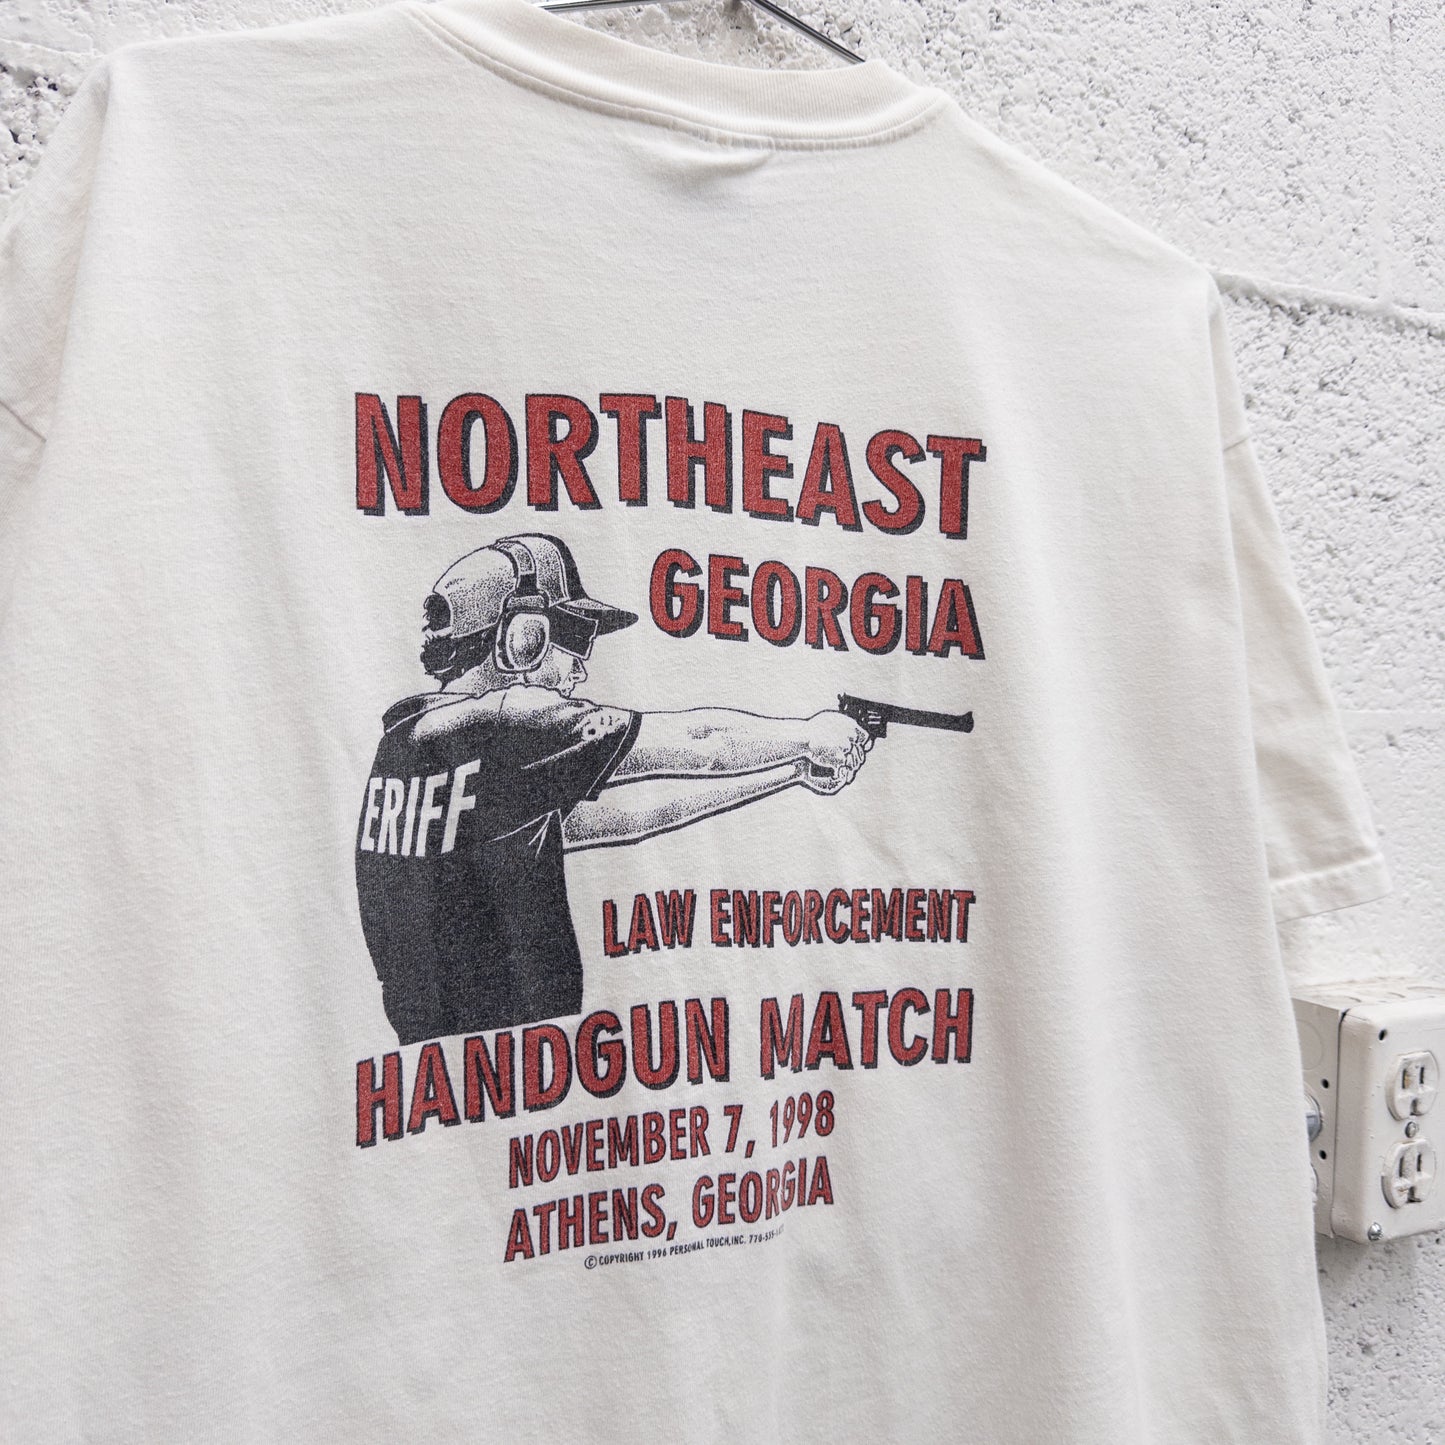 NORTHEAST
GEORGIA
ERIFF
LAW ENFORCEMENT
HANDGUN MATCH
NOVEMBER 7, 1998
ATHENS, GEORGIA
© COPYRIGHT 1996 PERSONAL TOUCH, INC.